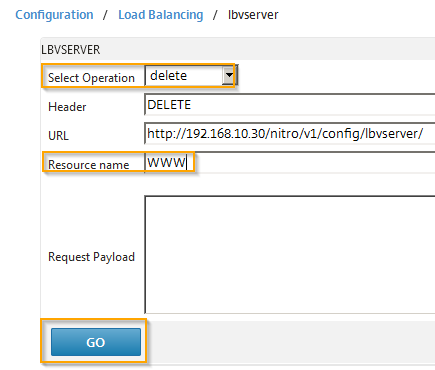 Configuration / Load Balancing / lbvserver
LBVSERVER
Select Operation delete
Header DELETE
URL http://192.168.10.30/nitro/v1/config/lbvserver/
Resource name WWW
Request Payload
GO